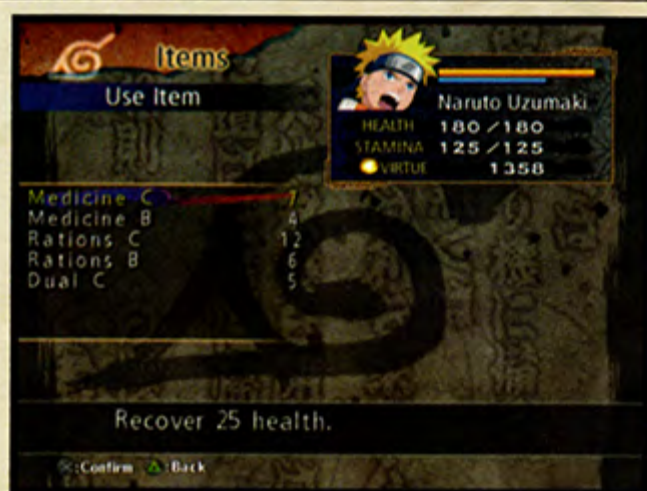 Items
Use Item
Naruto Uzumaki
HEALTH 180/180
STAMINA 125/125
VIRTUE 1358
Medicine C 7
Medicine B 4
Rations C 12
Rations B 6
Dual C 5
Recover 25 health.
:Confirm :Back